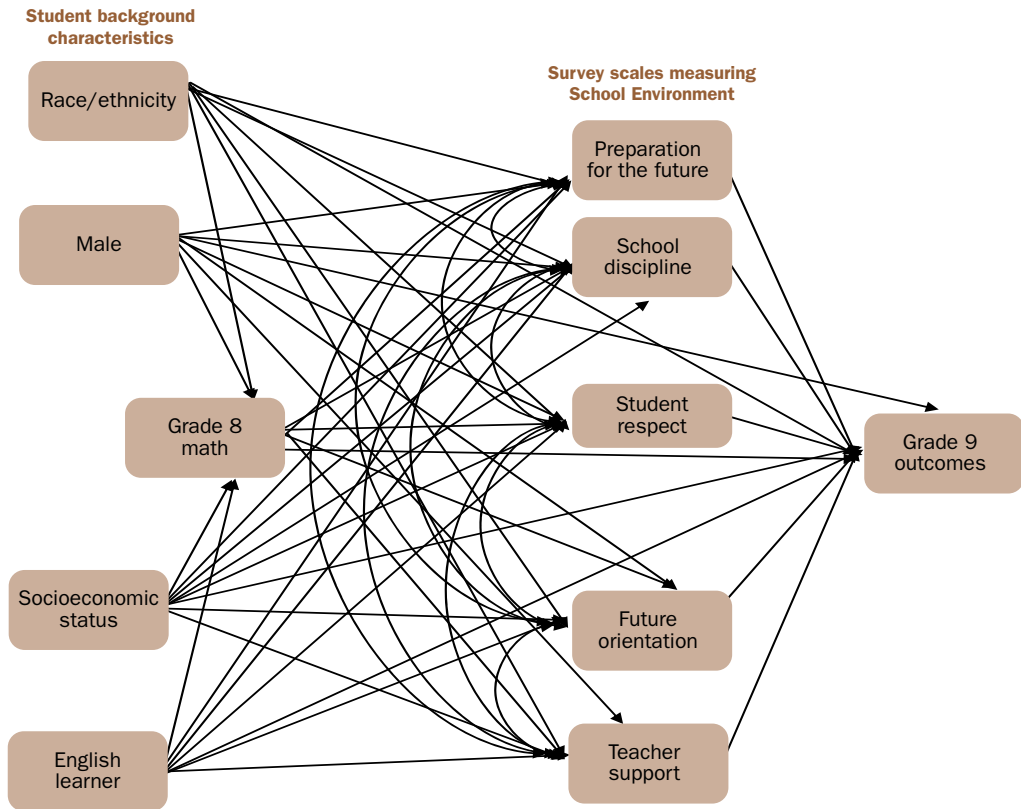 Student background
characteristics
Race/ethnicity
Male
Grade 8
math
Socioeconomic
status
English
learner
Survey scales measuring
School Environment
Preparation
for the future
School
discipline
Student
respect
Future
orientation
Teacher
support
Grade 9
outcomes